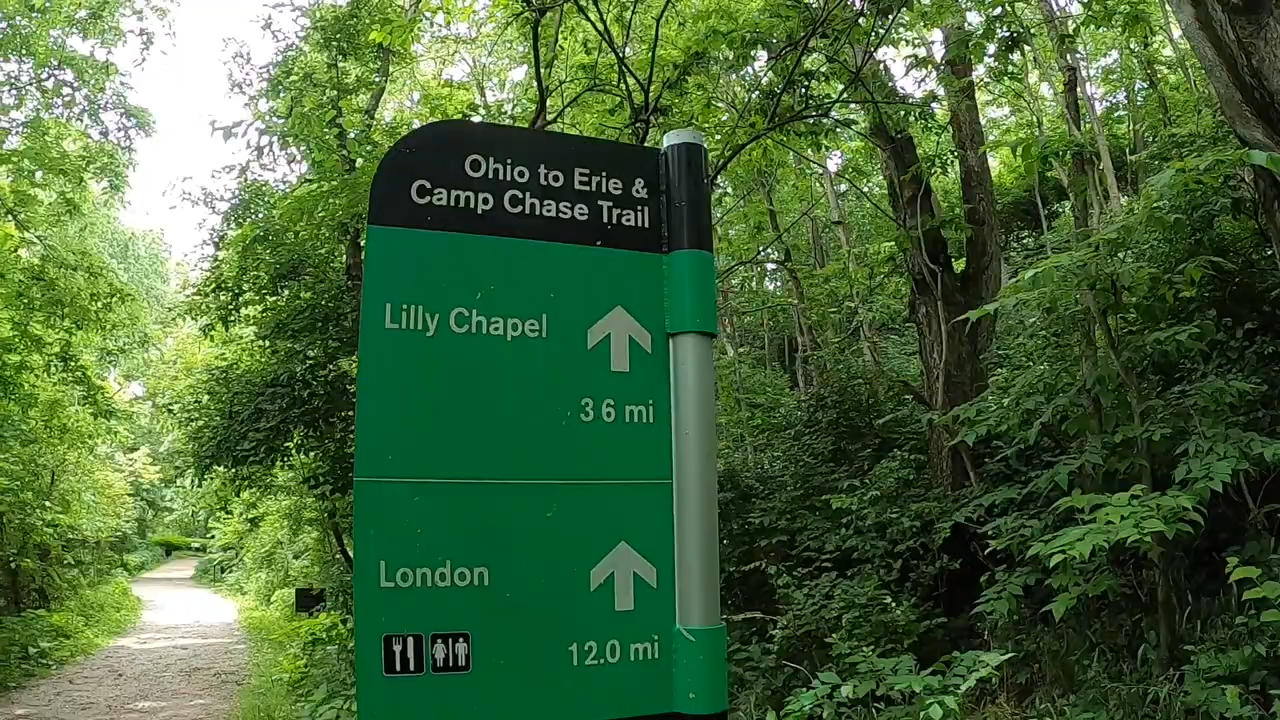 Ohio to Erie &
Camp Chase Trail
Lilly Chapel
3 6 mi
London
12.0 mi